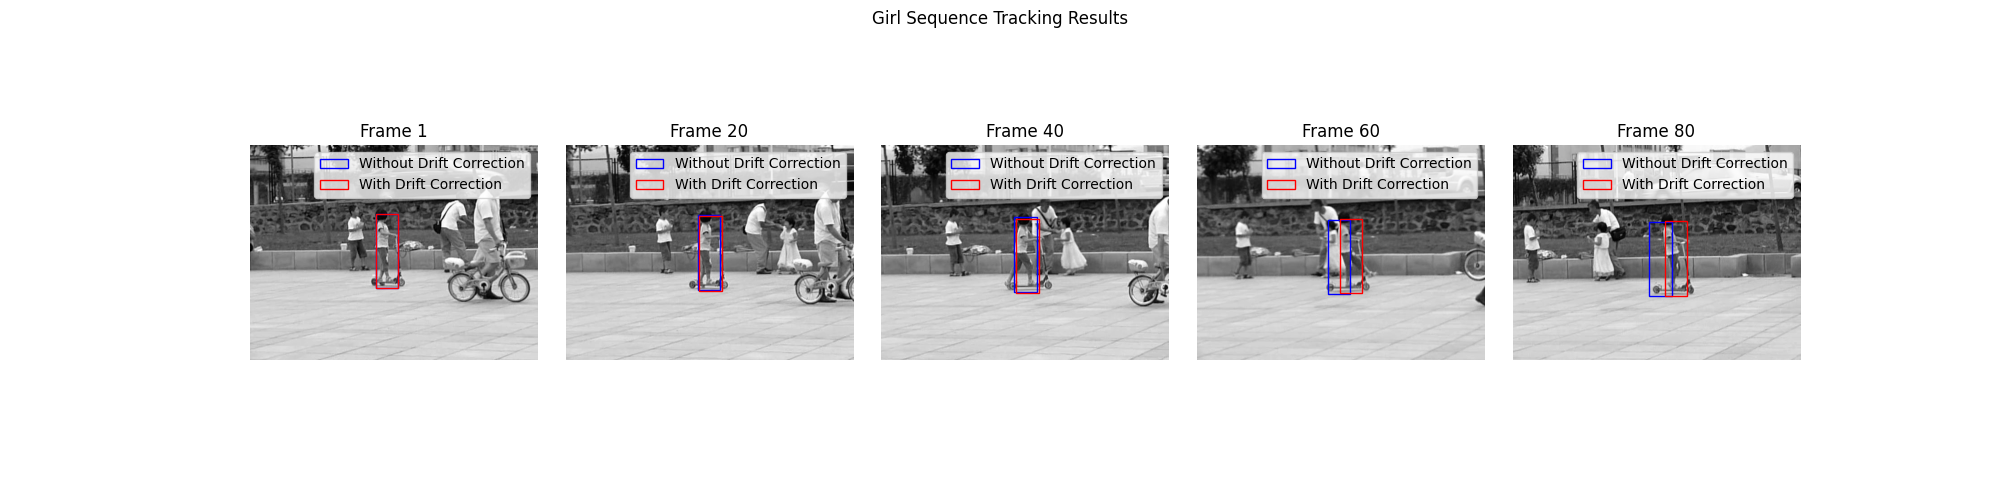 Girl Sequence Tracking Results
Frame 1
Without Drift Correction
With Drift Correction
Frame 20
Without Drift Correction
With Drift Correction
Frame 40
Without Drift Correction
With Drift Correction
Frame 60
Without Drift Correction
With Drift Correction
Frame 80
Without Drift Correction
With Drift Correction